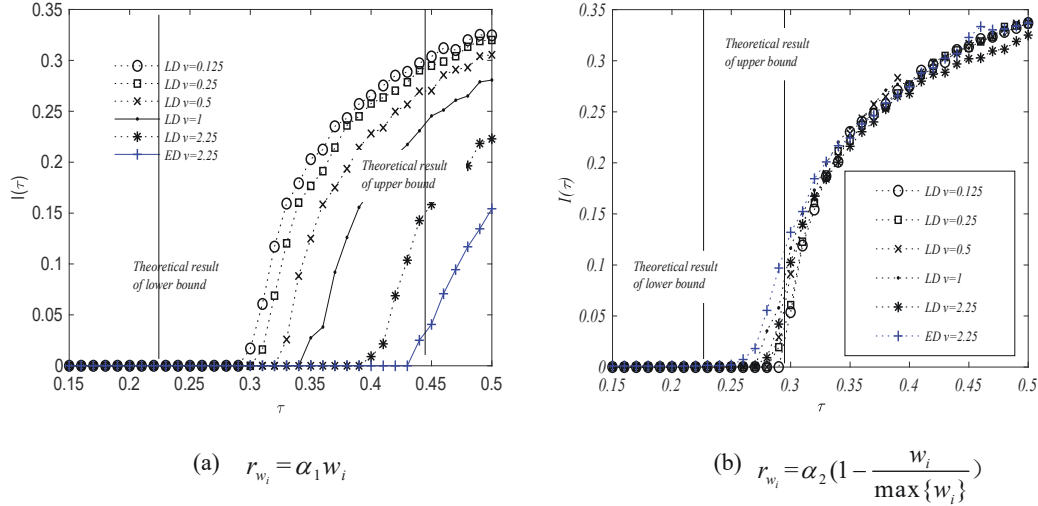 0.35
0.3
0.25
0.2
0.15
0.1
0.05
0
I(τ)
LD v=0.125
LD v=0.25
LD v=0.5
LD v=1
LD v=2.25
ED v=2.25
Theoretical result
of upper bound
Theoretical result
of lower bound
0.15 0.2 0.25 0.3 0.35 0.4 0.45 0.5
τ
(a) r_{w_i} = α_1 w_i
0.35
0.3
0.25
0.2
0.15
0.1
0.05
0
I(τ)
Theoretical result
of upper bound
Theoretical result
of lower bound
LD v=0.125
LD v=0.25
LD v=0.5
LD v=1
LD v=2.25
ED v=2.25
0.15 0.2 0.25 0.3 0.35 0.4 0.45 0.5
τ
(b) r_{w_i} = α_2 (1 − w_i / max{w_i})